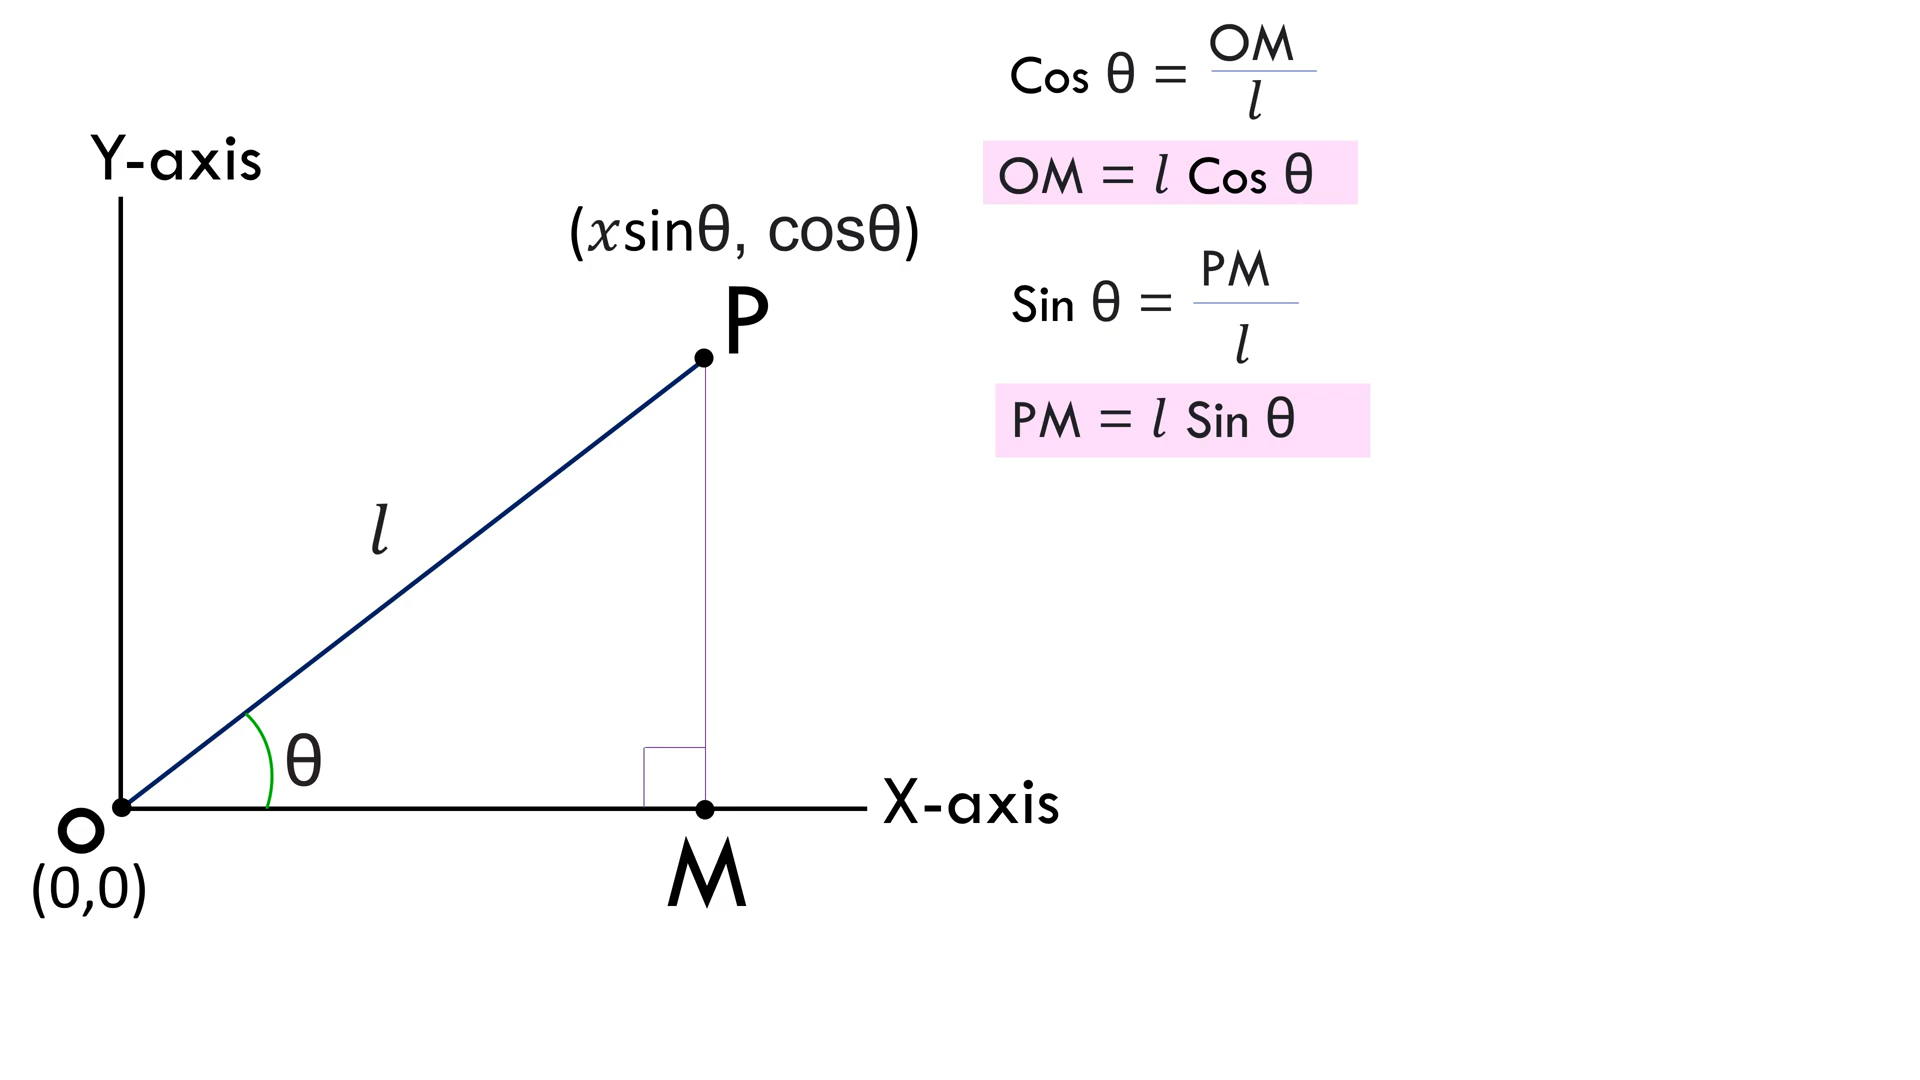 Cos θ = OM
l
OM = l Cos θ
Sin θ = PM
l
PM = l Sin θ
Y-axis
(xsinθ, cosθ)
P
l
θ
X-axis
O
(0,0)
M